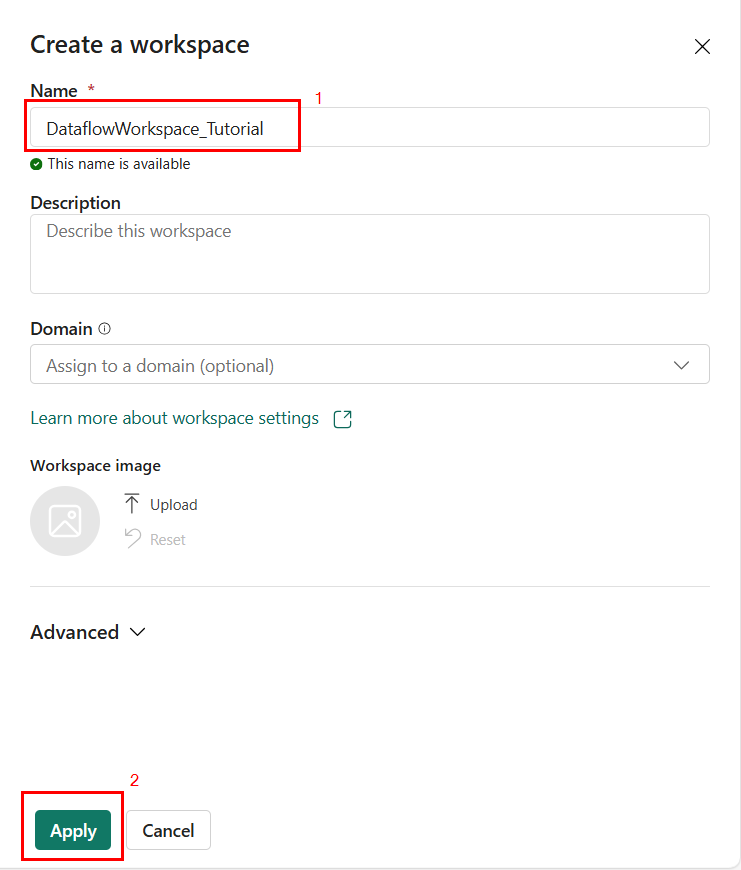 Create a workspace
Name *
1
DataflowWorkspace_Tutorial
This name is available
Description
Describe this workspace
Domain
Assign to a domain (optional)
Learn more about workspace settings
Workspace image
Upload
Reset
Advanced
2
Apply
Cancel